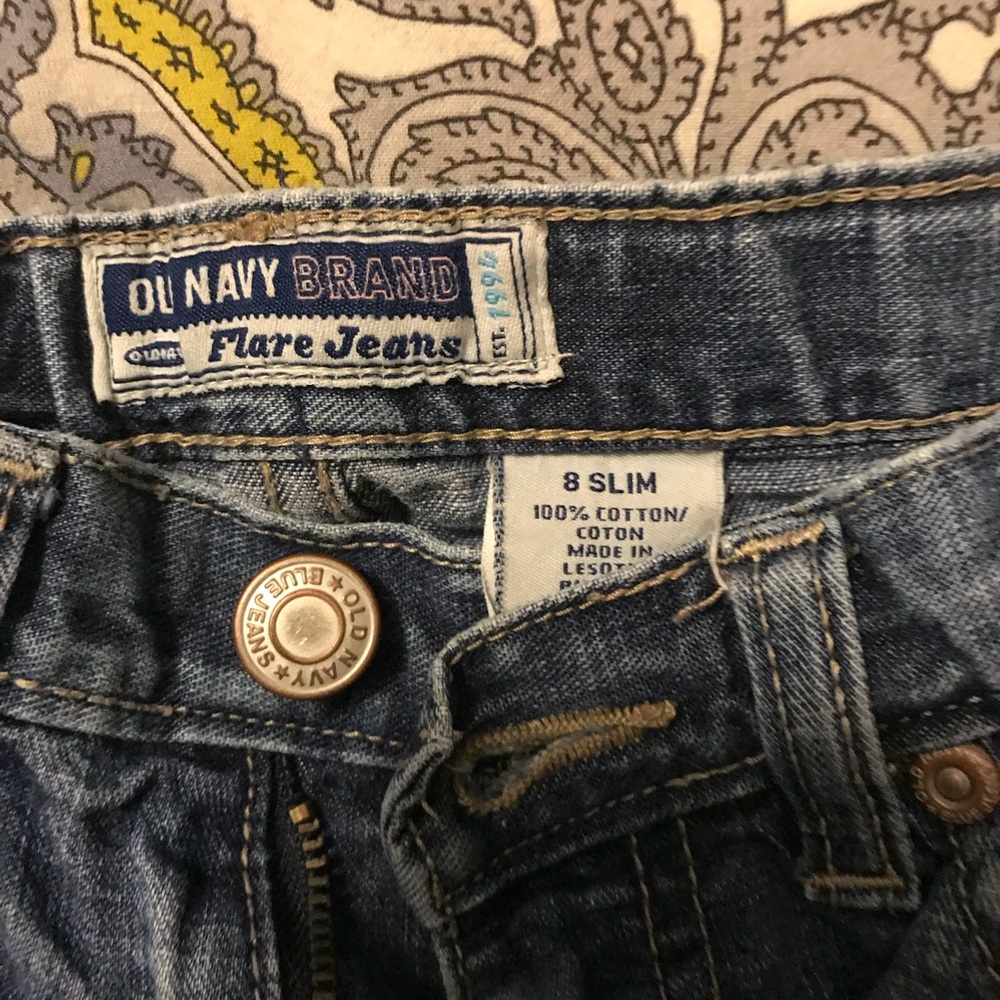 OL NAVY BRAND
EST. 1994
Flare Jeans
8 SLIM
100% COTTON/
COTON
MADE IN
OLD NAVY ★ BLUE JEANS ★